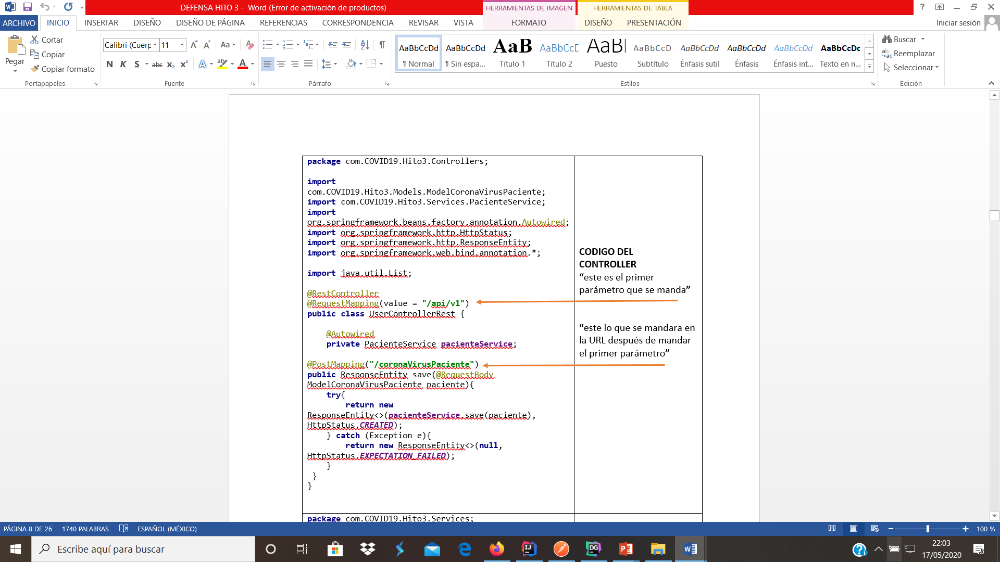 DEFENSA HITO 3 - Word (Error de activación de productos)
HERRAMIENTAS DE IMAGEN
HERRAMIENTAS DE TABLA
ARCHIVO
INICIO
INSERTAR
DISEÑO
DISEÑO DE PÁGINA
REFERENCIAS
CORRESPONDENCIA
REVISAR
VISTA
FORMATO
DISEÑO
PRESENTACIÓN
Iniciar sesión
Pegar
Cortar
Copiar
Copiar formato
Portapapeles
Calibri (Cuerp
11
Fuente
Párrafo
AaBbCcDd
¶ Normal
AaBbCcDd
¶ Sin espa...
AaB
Título 1
AaBbCcD
Título 2
AaB
Puesto
AaBbCcD
Subtítulo
AaBbCcDd
Énfasis sutil
AaBbCcDd
Énfasis
AaBbCcDd
Énfasis int...
AaBbCcDc
Texto en n...
Estilos
Buscar
Reemplazar
Seleccionar
Edición
package com.COVID19.Hito3.Controllers;
import
com.COVID19.Hito3.Models.ModelCoronaVirusPaciente;
import com.COVID19.Hito3.Services.PacienteService;
import
org.springframework.beans.factory.annotation.Autowired;
import org.springframework.http.HttpStatus;
import org.springframework.http.ResponseEntity;
import org.springframework.web.bind.annotation.*;
import java.util.List;
@RestController
@RequestMapping(value = "/api/v1")
public class UserControllerRest {
@Autowired
private PacienteService pacienteService;
@PostMapping("/coronaVirusPaciente")
public ResponseEntity save(@RequestBody
ModelCoronaVirusPaciente paciente){
try{
return new
ResponseEntity<>(pacienteService.save(paciente),
HttpStatus.CREATED);
} catch (Exception e){
return new ResponseEntity<>(null,
HttpStatus.EXPECTATION_FAILED);
}
}
}
CODIGO DEL
CONTROLLER
“este es el primer
parámetro que se manda”
“este lo que se mandara en
la URL después de mandar
el primer parámetro”
package com.COVID19.Hito3.Services;
PÁGINA 8 DE 26
1740 PALABRAS
ESPAÑOL (MÉXICO)
100 %
Escribe aquí para buscar
22:03
17/05/2020